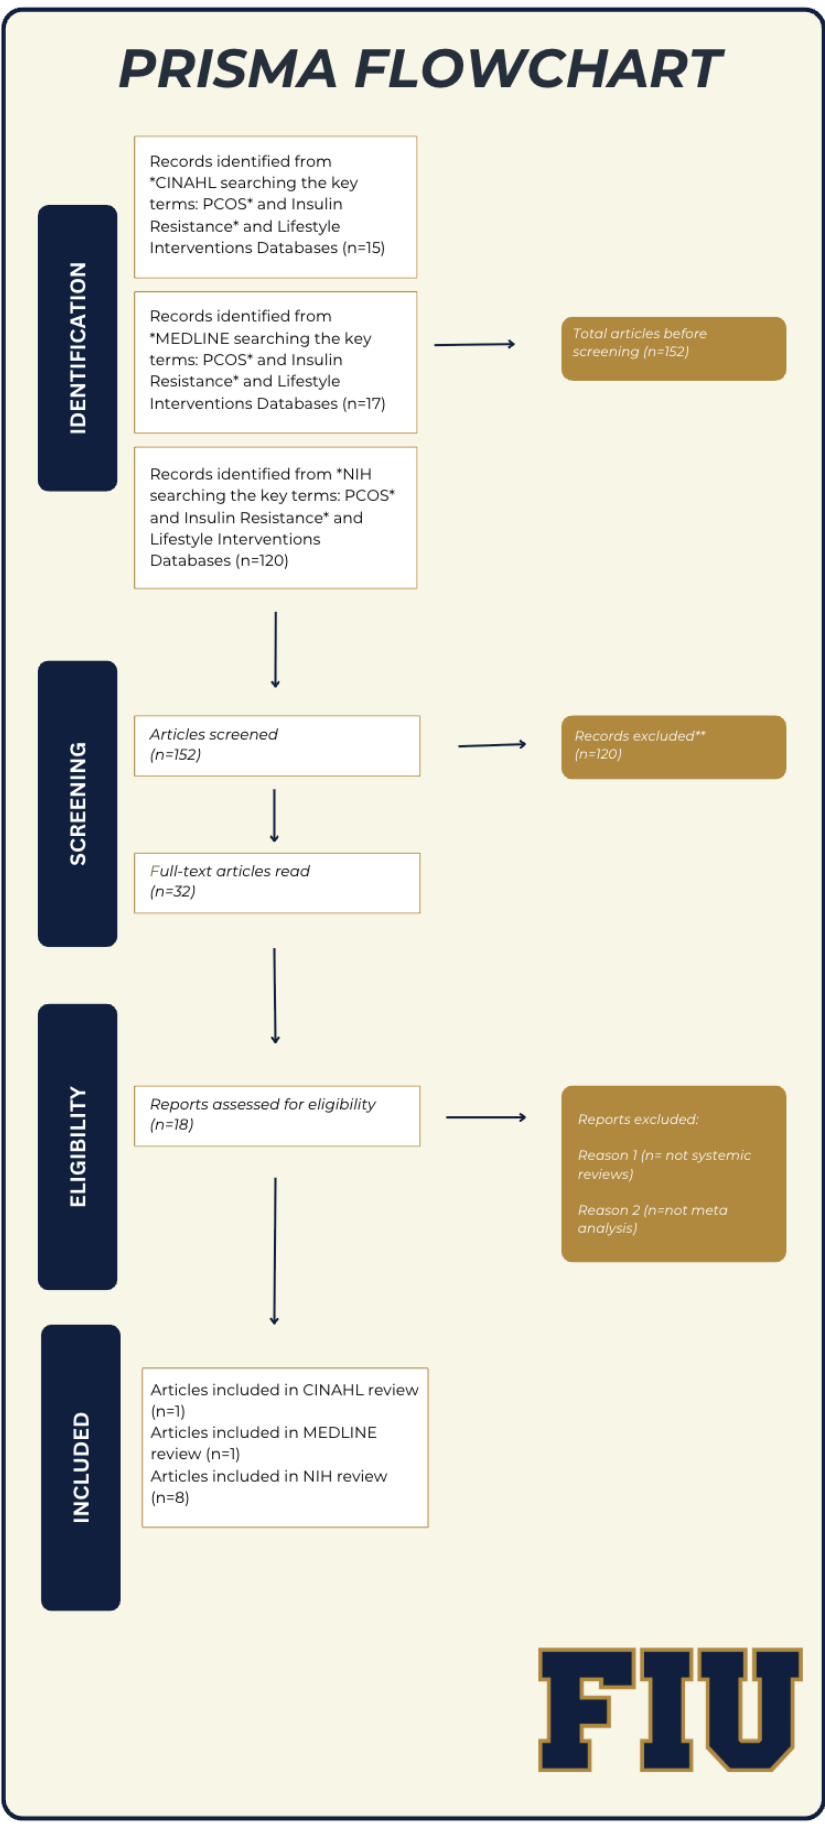 PRISMA FLOWCHART
IDENTIFICATION
Records identified from
*CINAHL searching the key
terms: PCOS* and Insulin
Resistance* and Lifestyle
Interventions Databases (n=15)
Records identified from
*MEDLINE searching the key
terms: PCOS* and Insulin
Resistance* and Lifestyle
Interventions Databases (n=17)
Total articles before
screening (n=152)
Records identified from *NIH
searching the key terms: PCOS*
and Insulin Resistance* and
Lifestyle Interventions
Databases (n=120)
SCREENING
Articles screened
(n=152)
Records excluded**
(n=120)
Full-text articles read
(n=32)
ELIGIBILITY
Reports assessed for eligibility
(n=18)
Reports excluded:
Reason 1 (n= not systemic
reviews)
Reason 2 (n=not meta
analysis)
INCLUDED
Articles included in CINAHL review
(n=1)
Articles included in MEDLINE
review (n=1)
Articles included in NIH review
(n=8)
FIU